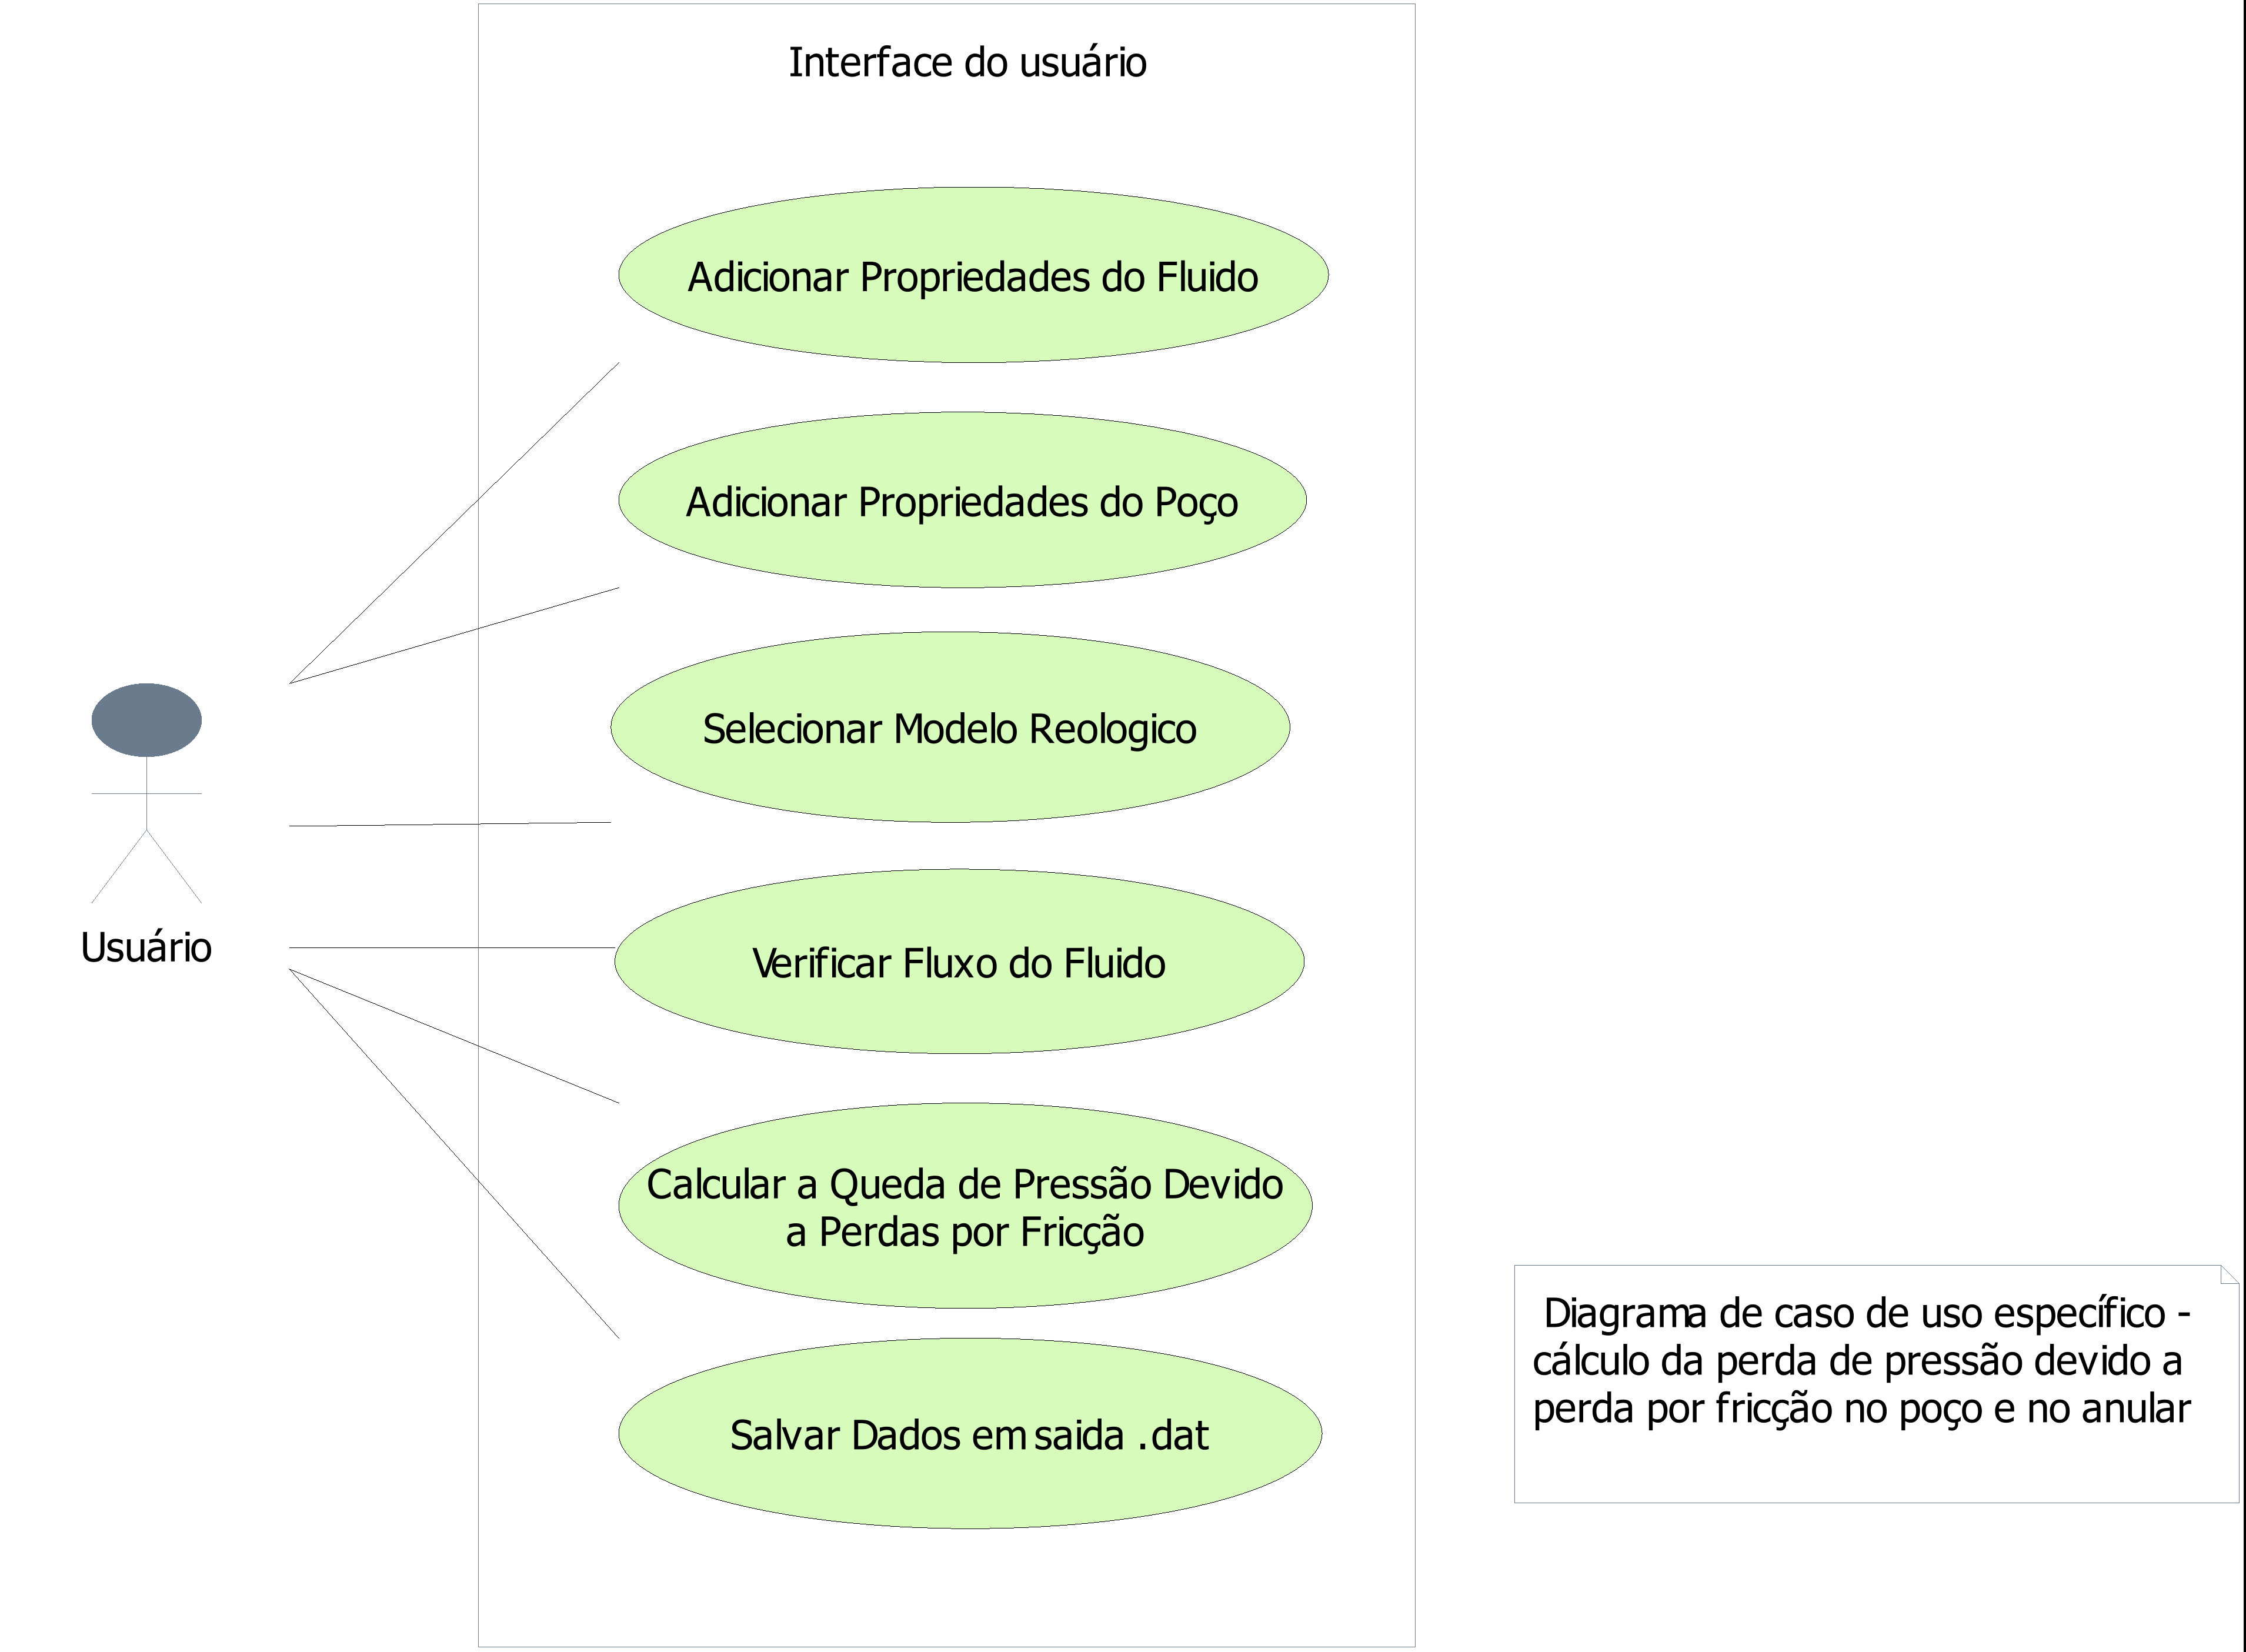 Interface do usuário
Adicionar Propriedades do Fluido
Adicionar Propriedades do Poço
Selecionar Modelo Reologico
Verificar Fluxo do Fluido
Usuário
Calcular a Queda de Pressão Devido
a Perdas por Fricção
Salvar Dados em saida .dat
Diagrama de caso de uso específico -
cálculo da perda de pressão devido a
perda por fricção no poço e no anular